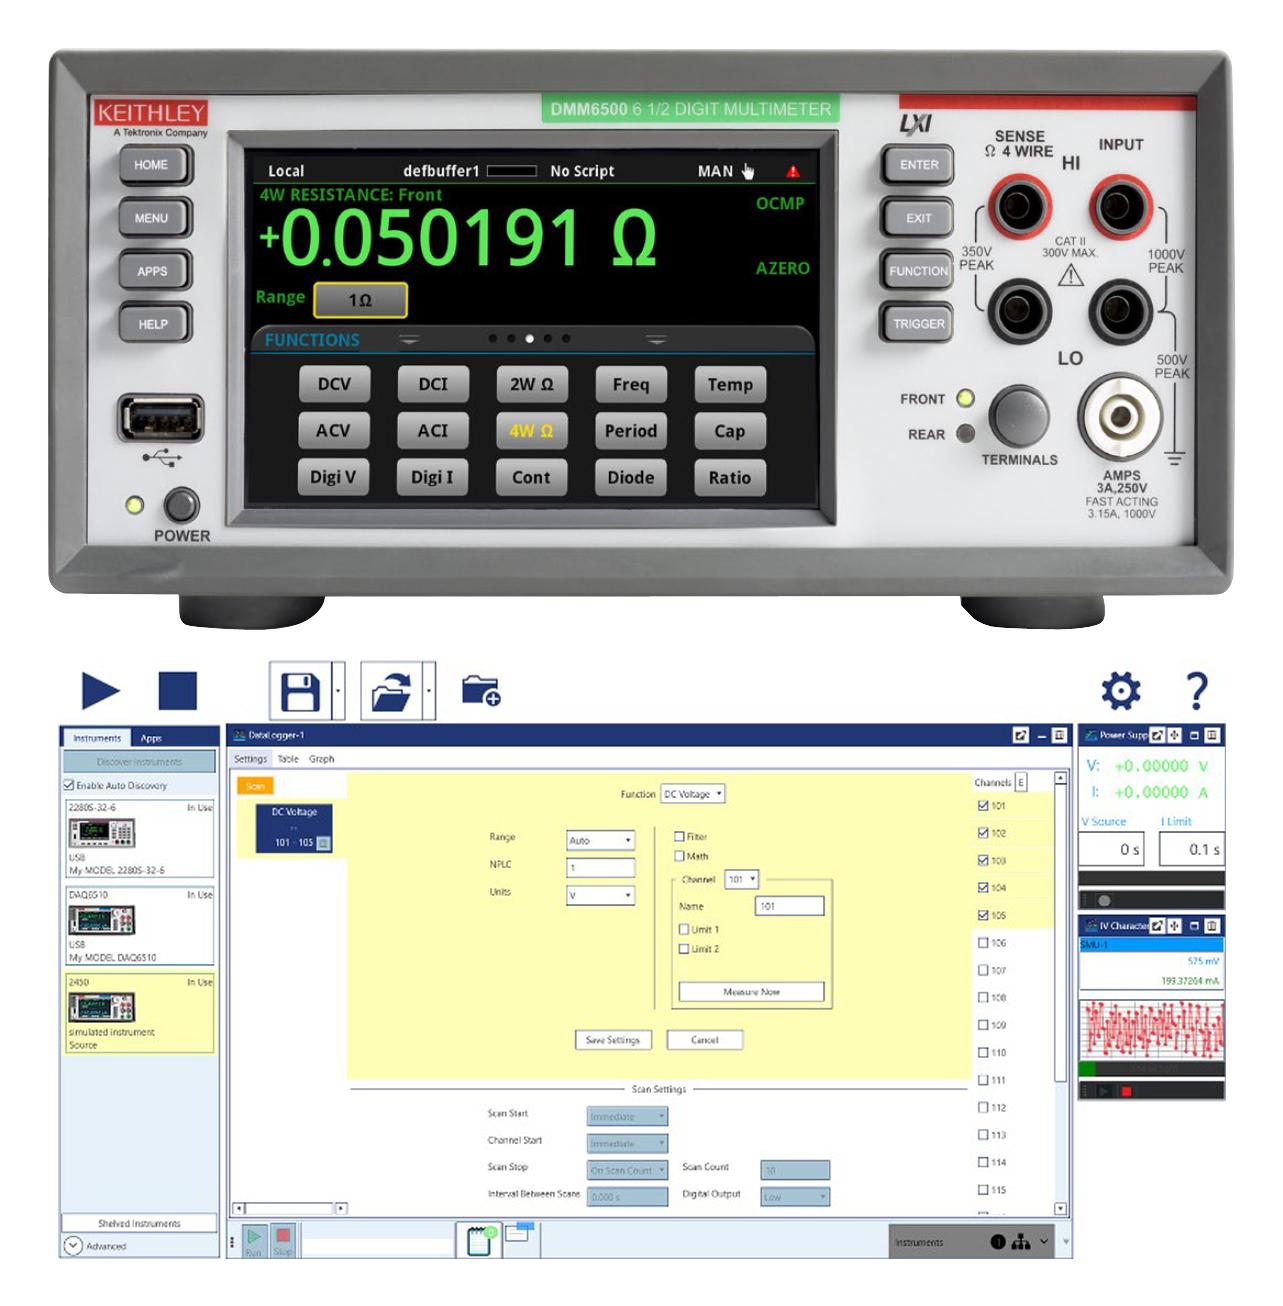 KEITHLEY
A Tektronix Company
DMM6500 6 1/2 DIGIT MULTIMETER
LXI
HOME
MENU
APPS
HELP
POWER
Local defbuffer1 No Script MAN
4W RESISTANCE: Front
+0.050191 Ω
OCMP
AZERO
Range 1Ω
FUNCTIONS
DCV DCI 2W Ω Freq Temp
ACV ACI 4W Ω Period Cap
Digi V Digi I Cont Diode Ratio
ENTER
EXIT
FUNCTION
TRIGGER
SENSE
Ω 4 WIRE
HI
INPUT
350V
PEAK
CAT II
300V MAX.
1000V
PEAK
LO
500V
PEAK
FRONT
REAR
TERMINALS
AMPS
3A,250V
FAST ACTING
3.15A, 1000V
?
Instruments Apps
Discover Instruments
Enable Auto Discovery
2280S-32-6 In Use
USB
My MODEL 2280S-32-6
DAQ6510 In Use
USB
My MODEL DAQ6510
2450 In Use
simulated instrument
Source
Shelved Instruments
Advanced
DataLogger-1
Settings Table Graph
Scan
DC Voltage
--
101 - 105
Function DC Voltage
Range Auto
NPLC 1
Units V
Filter
Math
Channel 101
Name 101
Limit 1
Limit 2
Measure Now
Save Settings Cancel
Scan Settings
Scan Start Immediate
Channel Start Immediate
Scan Stop On Scan Count Scan Count 10
Interval Between Scans 0.000 s Digital Output Low
Channels E
101
102
103
104
105
106
107
108
109
110
111
112
113
114
115
Run Stop
Instruments 1
Power Supp
V: +0.00000 V
I: +0.00000 A
V Source I Limit
0 s 0.1 s
IV Character
SMU-1
575 mV
199.37264 mA